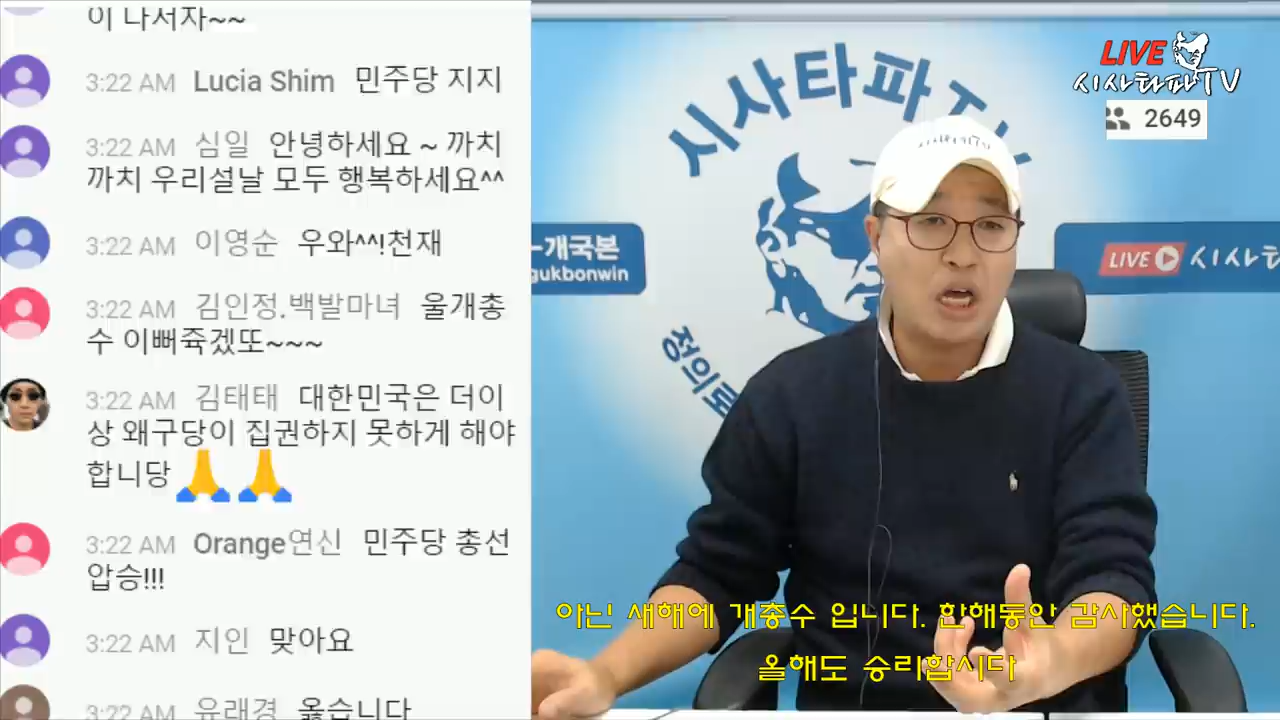 이 나서자~~
3:22 AM Lucia Shim 민주당 지지
3:22 AM 심일 안녕하세요 ~ 까치
까치 우리설날 모두 행복하세요^^
3:22 AM 이영순 우와^^!천재
3:22 AM 김인정.백발마녀 울개총
수 이뻐쥭겠또~~~
3:22 AM 김태태 대한민국은 더이
상 왜구당이 집권하지 못하게 해야
합니당🙏🙏
3:22 AM Orange연신 민주당 총선
압승!!!
3:22 AM 지인 맞아요
3:22 AM 유래경 옳습니다
LIVE
시사타파TV
2649
시사타파
-개국본
gukbonwin
LIVE 시사타
정의로
아닌 새해에 개총수 입니다. 한해동안 감사했습니다.
올해도 승리합시다